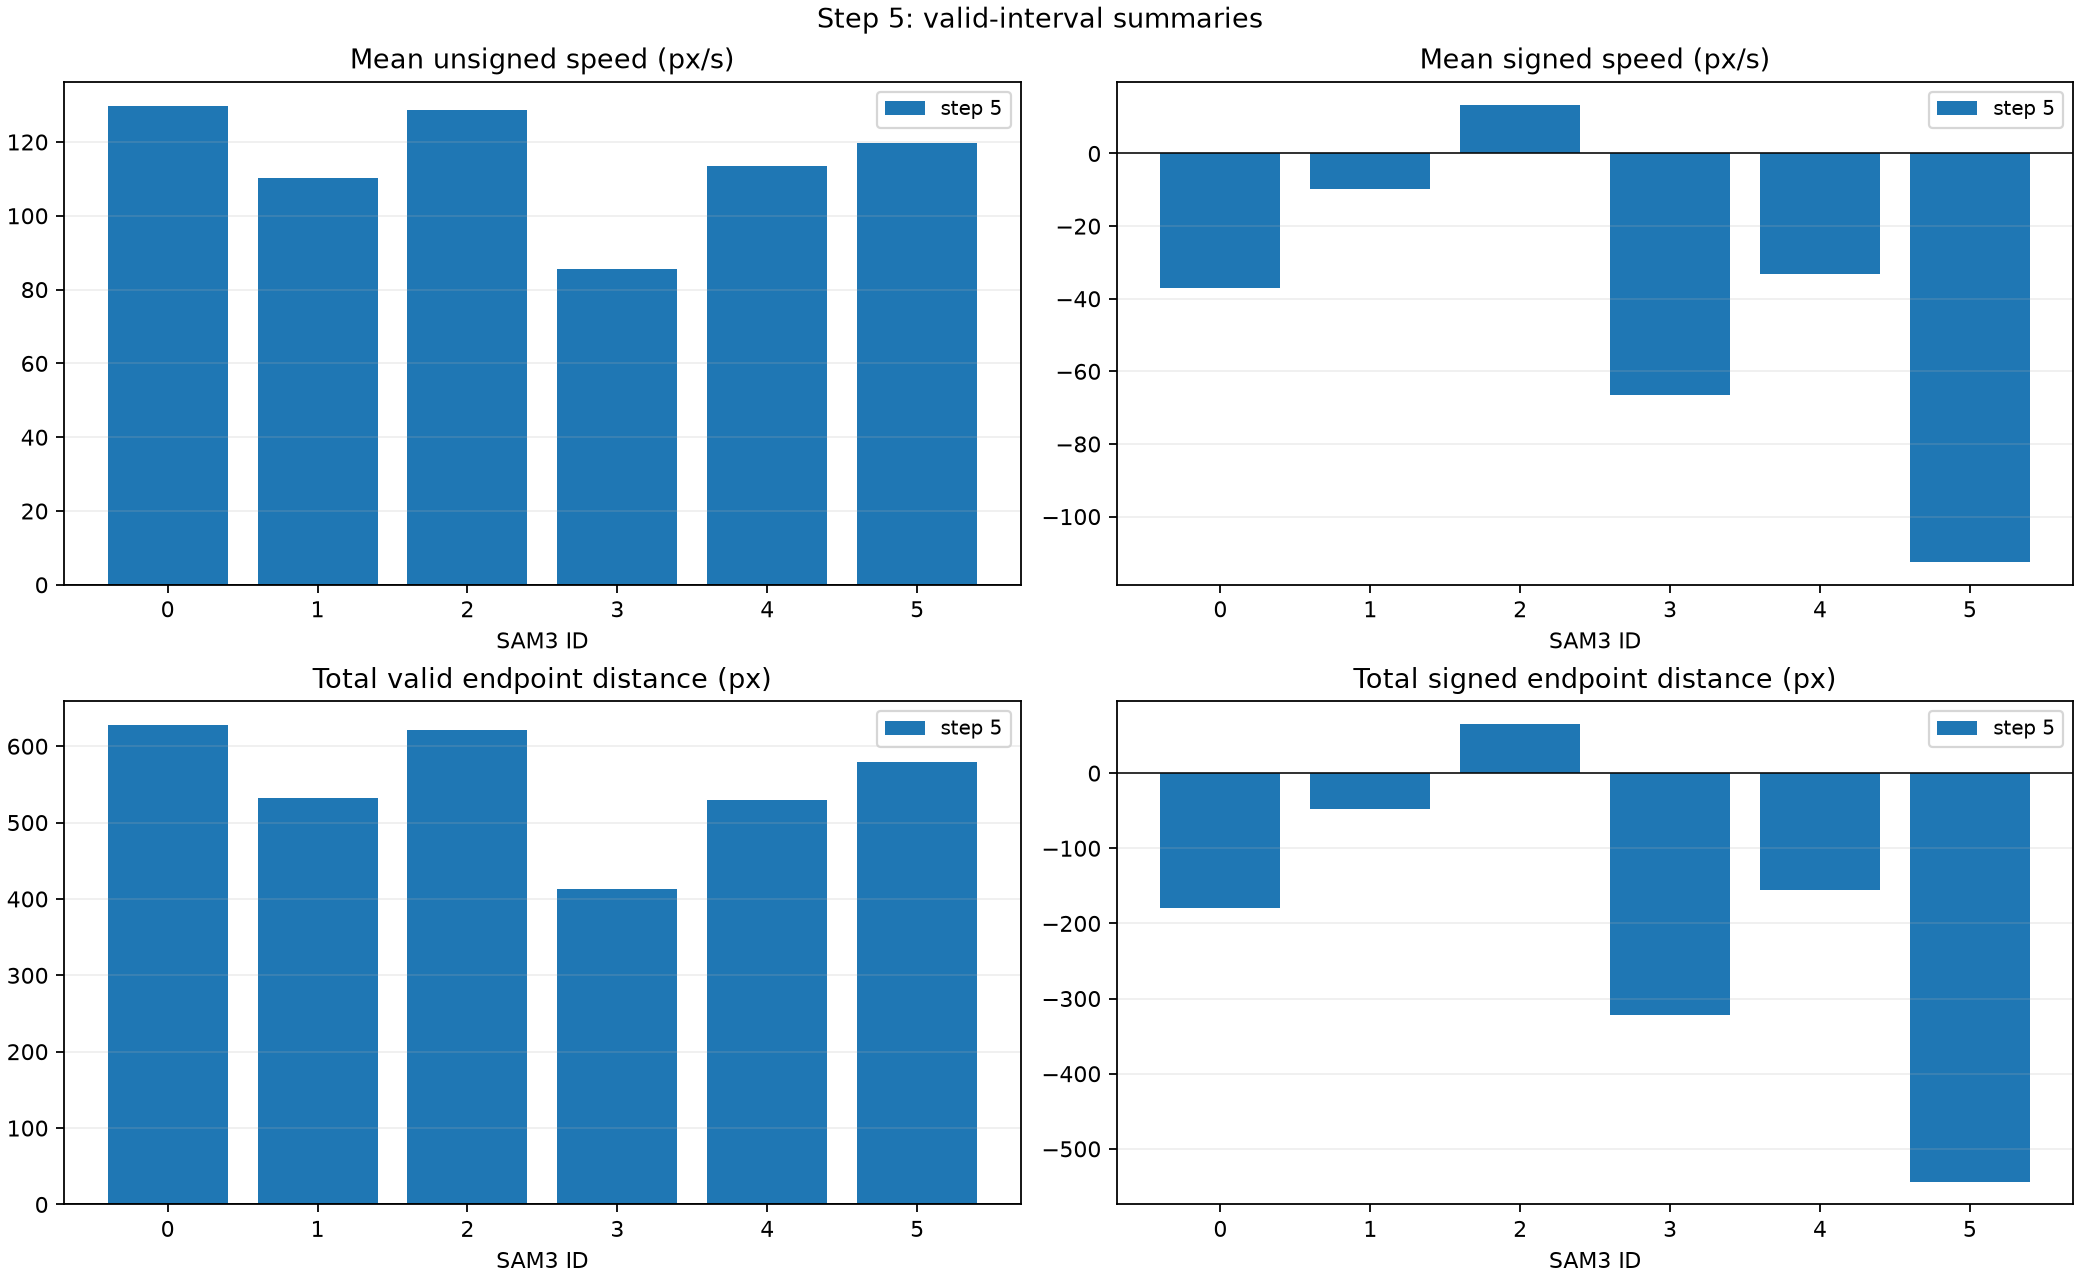 Step 5: valid-interval summaries
Mean unsigned speed (px/s)
step 5
120
100
80
60
40
20
0
0 1 2 3 4 5
SAM3 ID
Mean signed speed (px/s)
step 5
0
−20
−40
−60
−80
−100
0 1 2 3 4 5
SAM3 ID
Total valid endpoint distance (px)
step 5
600
500
400
300
200
100
0
0 1 2 3 4 5
SAM3 ID
Total signed endpoint distance (px)
step 5
0
−100
−200
−300
−400
−500
0 1 2 3 4 5
SAM3 ID